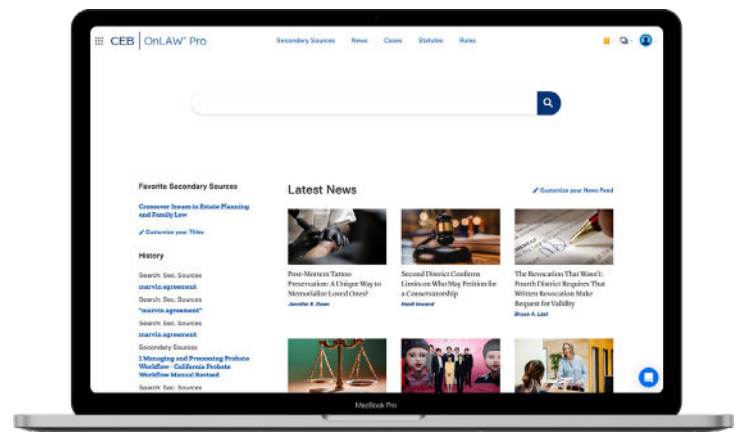 CEB OnLAW® Pro
Secondary Sources News Cases Statutes Rules
Favorite Secondary Sources
Crossover Issues in Estate Planning
and Family Law
Customize your Titles
History
Search: Sec. Sources
marvin agreement
Search: Sec. Sources
"marvin agreement"
Search: Sec. Sources
marvin agreement
Secondary Sources
1 Managing and Processing Probate
Workflow - California Probate
Workflow Manual Revised
Search: Sec. Sources
Latest News
Customize your News Feed
Post-Mortem Tattoo
Preservation: A Unique Way to
Memorialize Loved Ones?
Second District Confirms
Limits on Who May Petition for
a Conservatorship
The Revocation That Wasn't:
Fourth District Requires That
Written Revocation Make
Request for Validity
Bruce A. Last
MacBook Pro